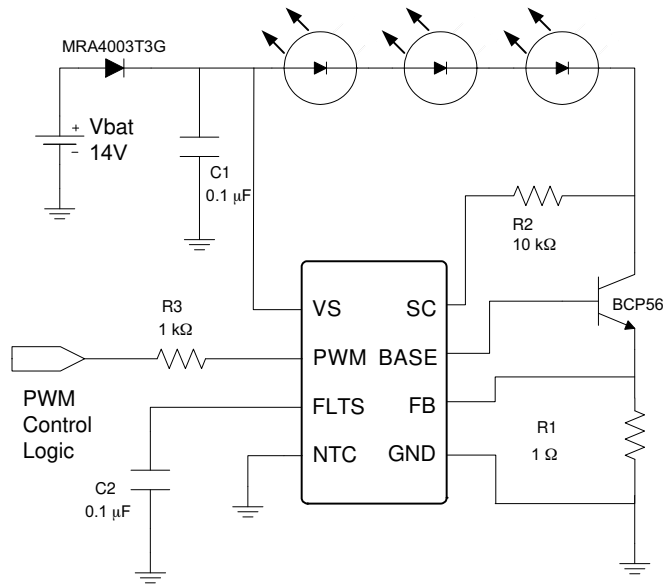 MRA4003T3G
+ Vbat
− 14V
C1
0.1 μF
R2
10 kΩ
BCP56
R3
1 kΩ
VS
SC
PWM
BASE
FLTS
FB
NTC
GND
PWM
Control
Logic
R1
1 Ω
C2
0.1 μF